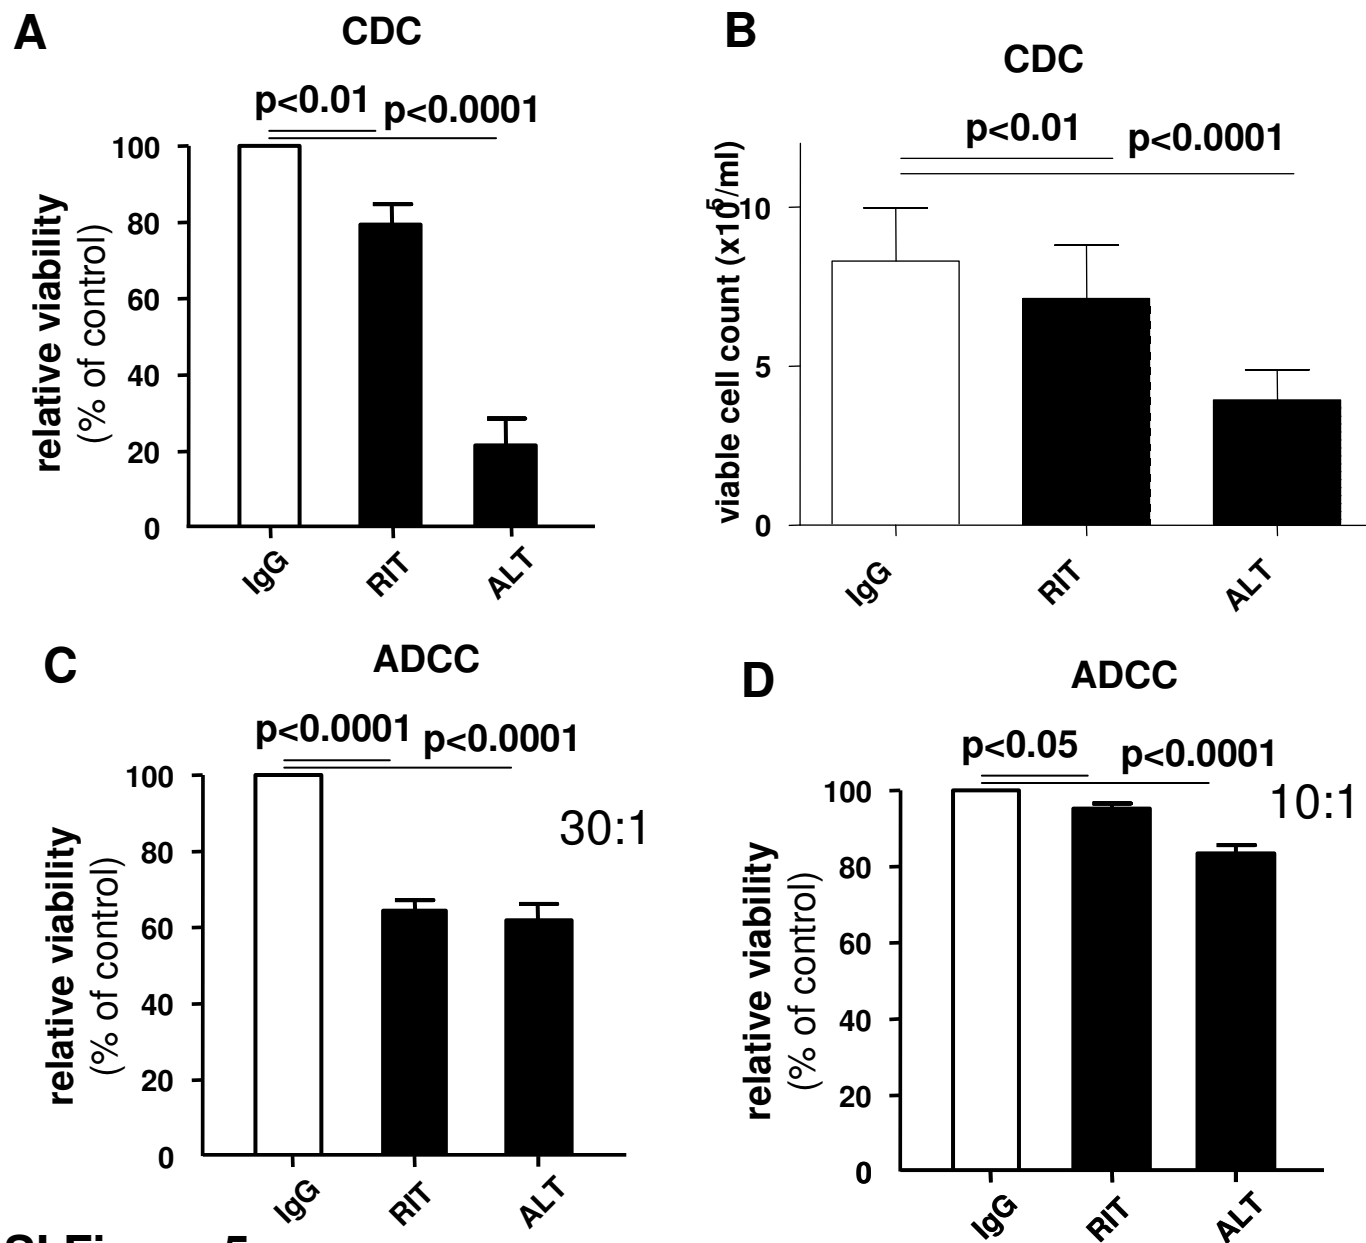 A
CDC
p<0.01 p<0.0001
relative viability
(% of control)
100
80
60
40
20
0
IgG
RIT
ALT
B
CDC
p<0.01 p<0.0001
viable cell count (x10⁵/ml)
10
5
0
IgG
RIT
ALT
C
ADCC
p<0.0001 p<0.0001
30:1
relative viability
(% of control)
100
80
60
40
20
0
IgG
RIT
ALT
D
ADCC
p<0.05 p<0.0001
10:1
relative viability
(% of control)
100
80
60
40
20
0
IgG
RIT
ALT